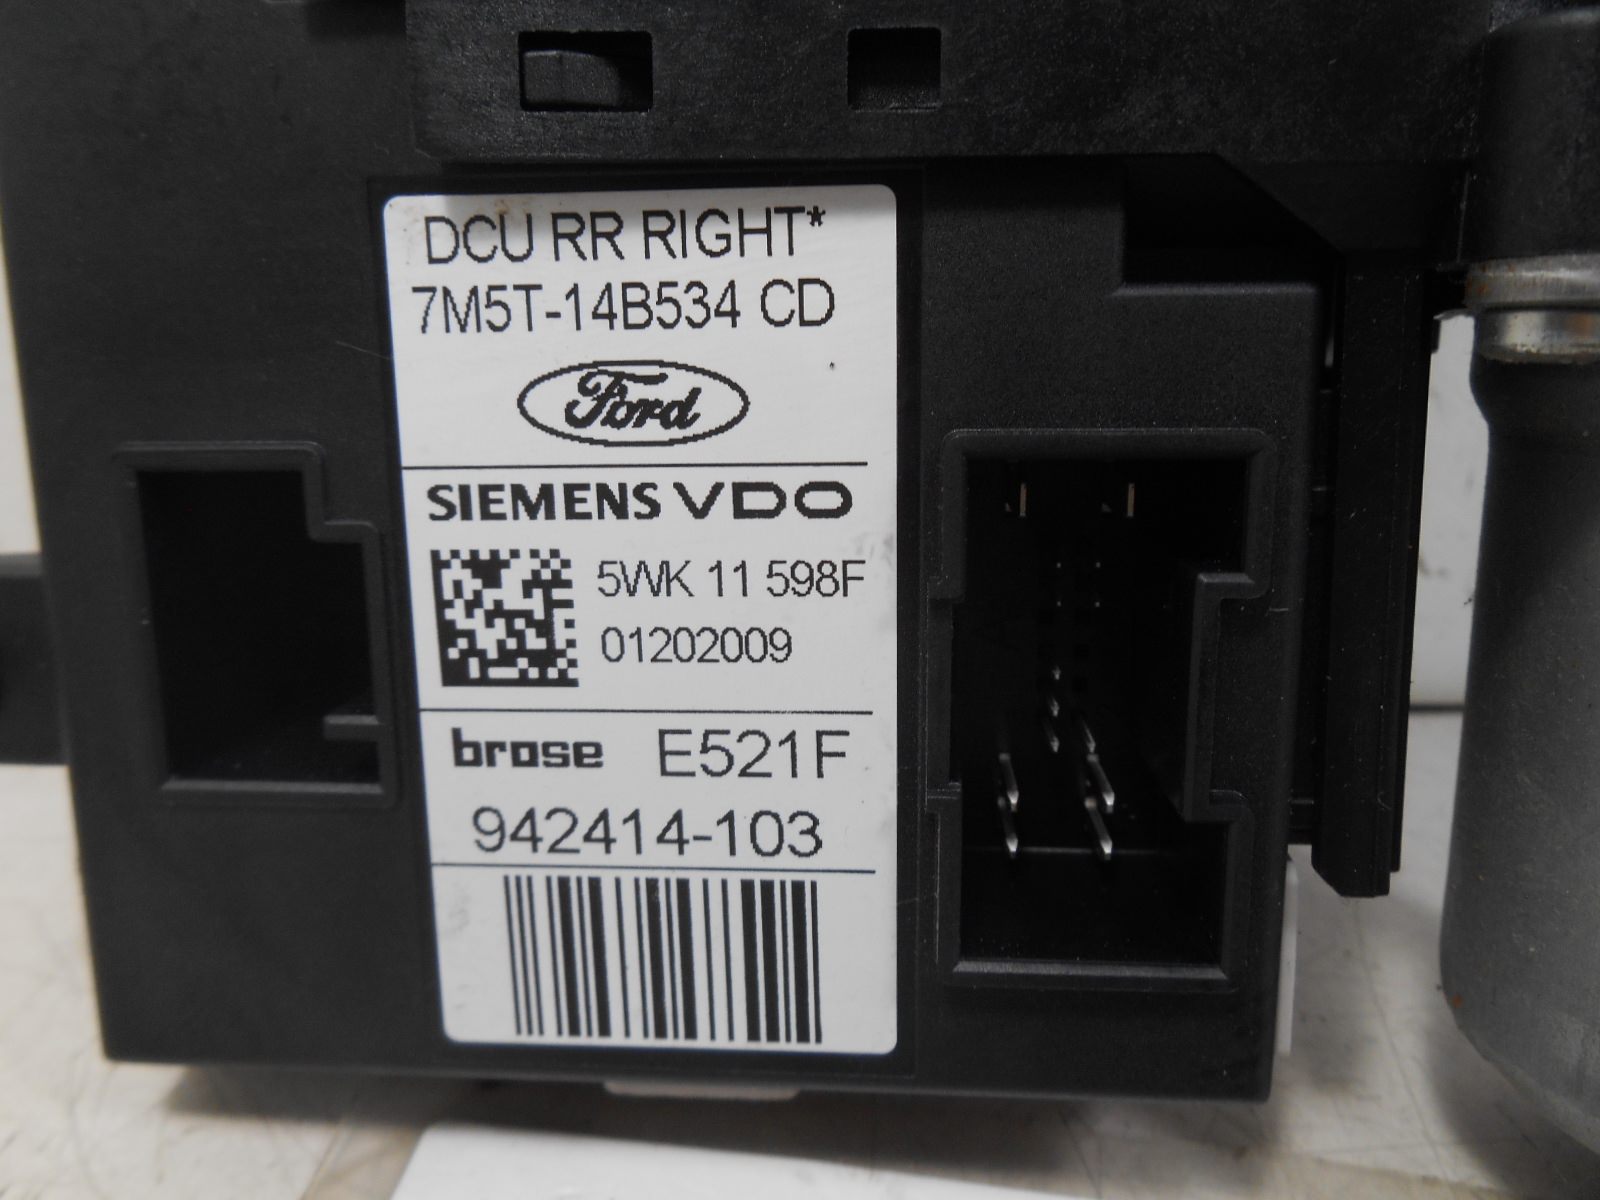 DCU RR RIGHT*
7M5T-14B534 CD
Ford
SIEMENS VDO
5WK 11 598F
01202009
brose E521F
942414-103